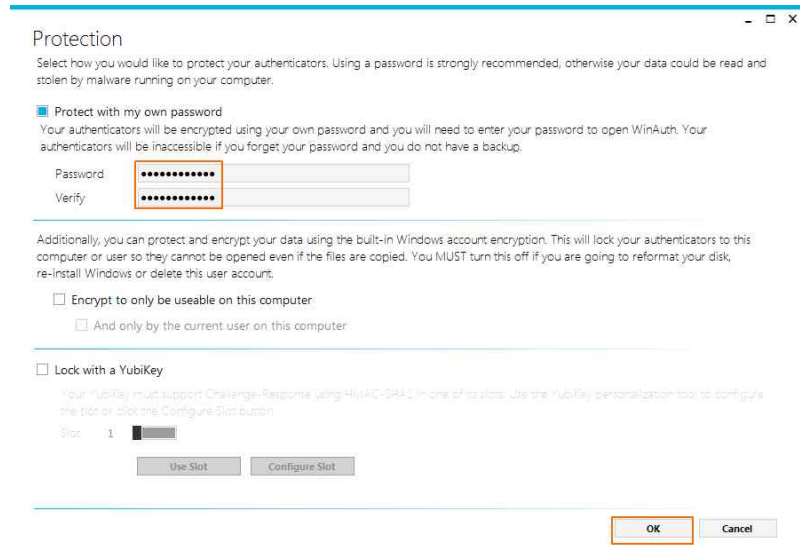 Protection
Select how you would like to protect your authenticators. Using a password is strongly recommended, otherwise your data could be read and
stolen by malware running on your computer.
Protect with my own password
Your authenticators will be encrypted using your own password and you will need to enter your password to open WinAuth. Your
authenticators will be inaccessible if you forget your password and you do not have a backup.
Password ••••••••••••
Verify ••••••••••••
Additionally, you can protect and encrypt your data using the built-in Windows account encryption. This will lock your authenticators to this
computer or user so they cannot be opened even if the files are copied. You MUST turn this off if you are going to reformat your disk,
re-install Windows or delete this user account.
Encrypt to only be useable on this computer
And only by the current user on this computer
Lock with a YubiKey
Your YubiKey must support Challenge-Response using HMAC-SHA1 in one of its slots. Use the YubiKey personalization tool to configure
the slot or click the Configure Slot button.
Slot 1
Use Slot Configure Slot
OK Cancel